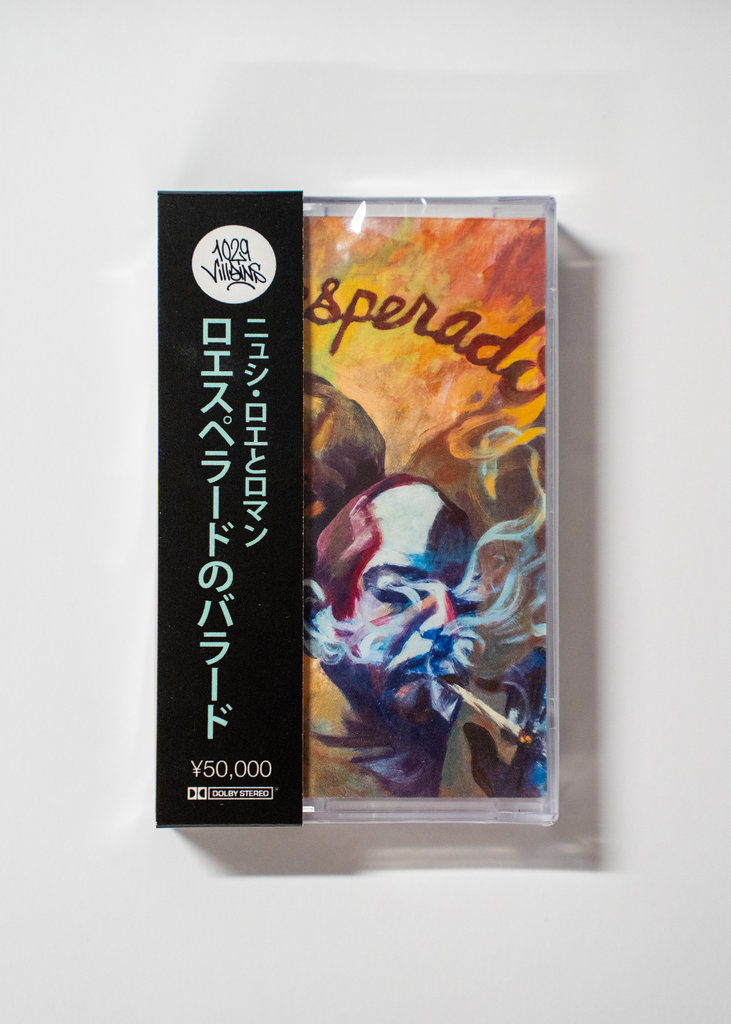 1029
Villains
ニュシ・ロエとロマン
ロエスペラードのバラード
¥50,000
DOLBY STEREO
esperado